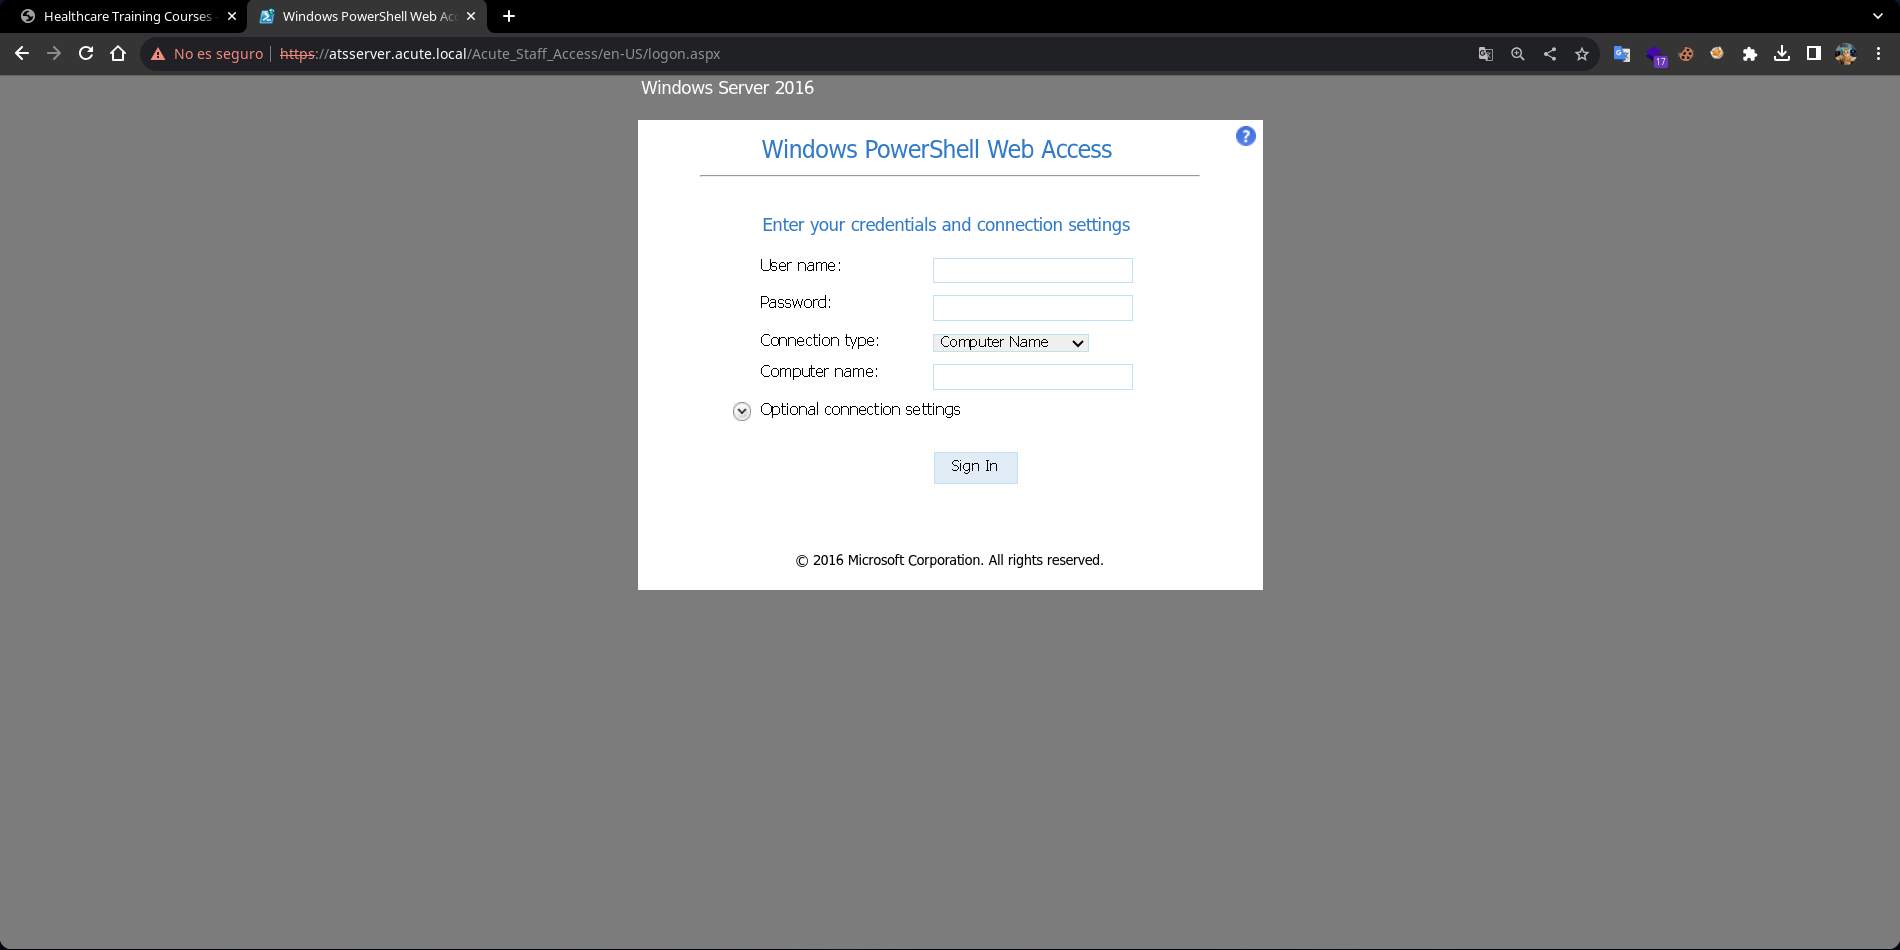 Healthcare Training Courses -
Windows PowerShell Web Acc
No es seguro
https://atsserver.acute.local/Acute_Staff_Access/en-US/logon.aspx
17
Windows Server 2016
Windows PowerShell Web Access
?
Enter your credentials and connection settings
User name:
Password:
Connection type:
Computer Name
Computer name:
Optional connection settings
Sign In
© 2016 Microsoft Corporation. All rights reserved.